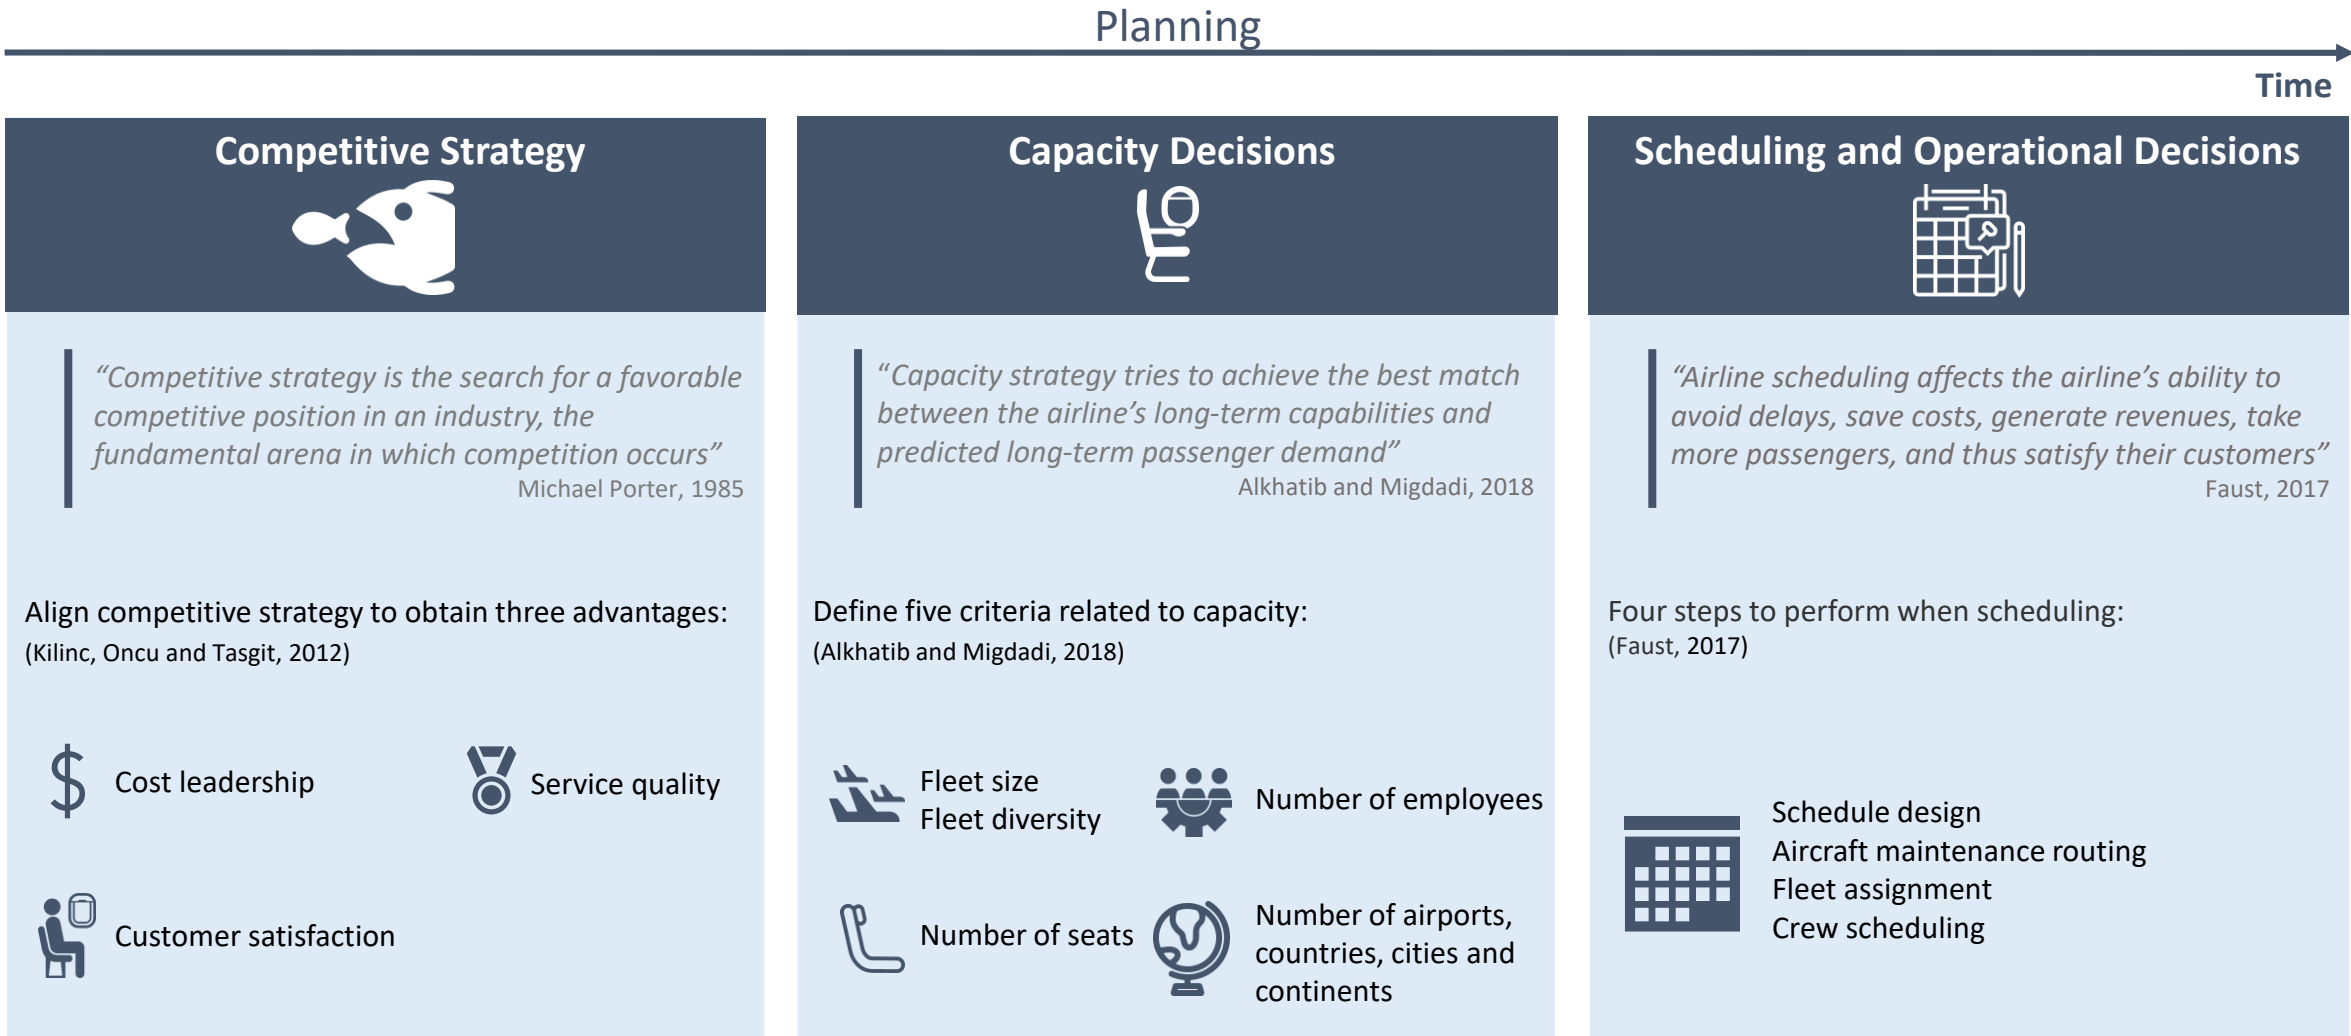 Planning
Time
Competitive Strategy
“Competitive strategy is the search for a favorable
competitive position in an industry, the
fundamental arena in which competition occurs”
Michael Porter, 1985
Align competitive strategy to obtain three advantages:
(Kilinc, Oncu and Tasgit, 2012)
Cost leadership
Service quality
Customer satisfaction
Capacity Decisions
“Capacity strategy tries to achieve the best match
between the airline’s long-term capabilities and
predicted long-term passenger demand”
Alkhatib and Migdadi, 2018
Define five criteria related to capacity:
(Alkhatib and Migdadi, 2018)
Fleet size
Fleet diversity
Number of employees
Number of seats
Number of airports,
countries, cities and
continents
Scheduling and Operational Decisions
“Airline scheduling affects the airline’s ability to
avoid delays, save costs, generate revenues, take
more passengers, and thus satisfy their customers”
Faust, 2017
Four steps to perform when scheduling:
(Faust, 2017)
Schedule design
Aircraft maintenance routing
Fleet assignment
Crew scheduling